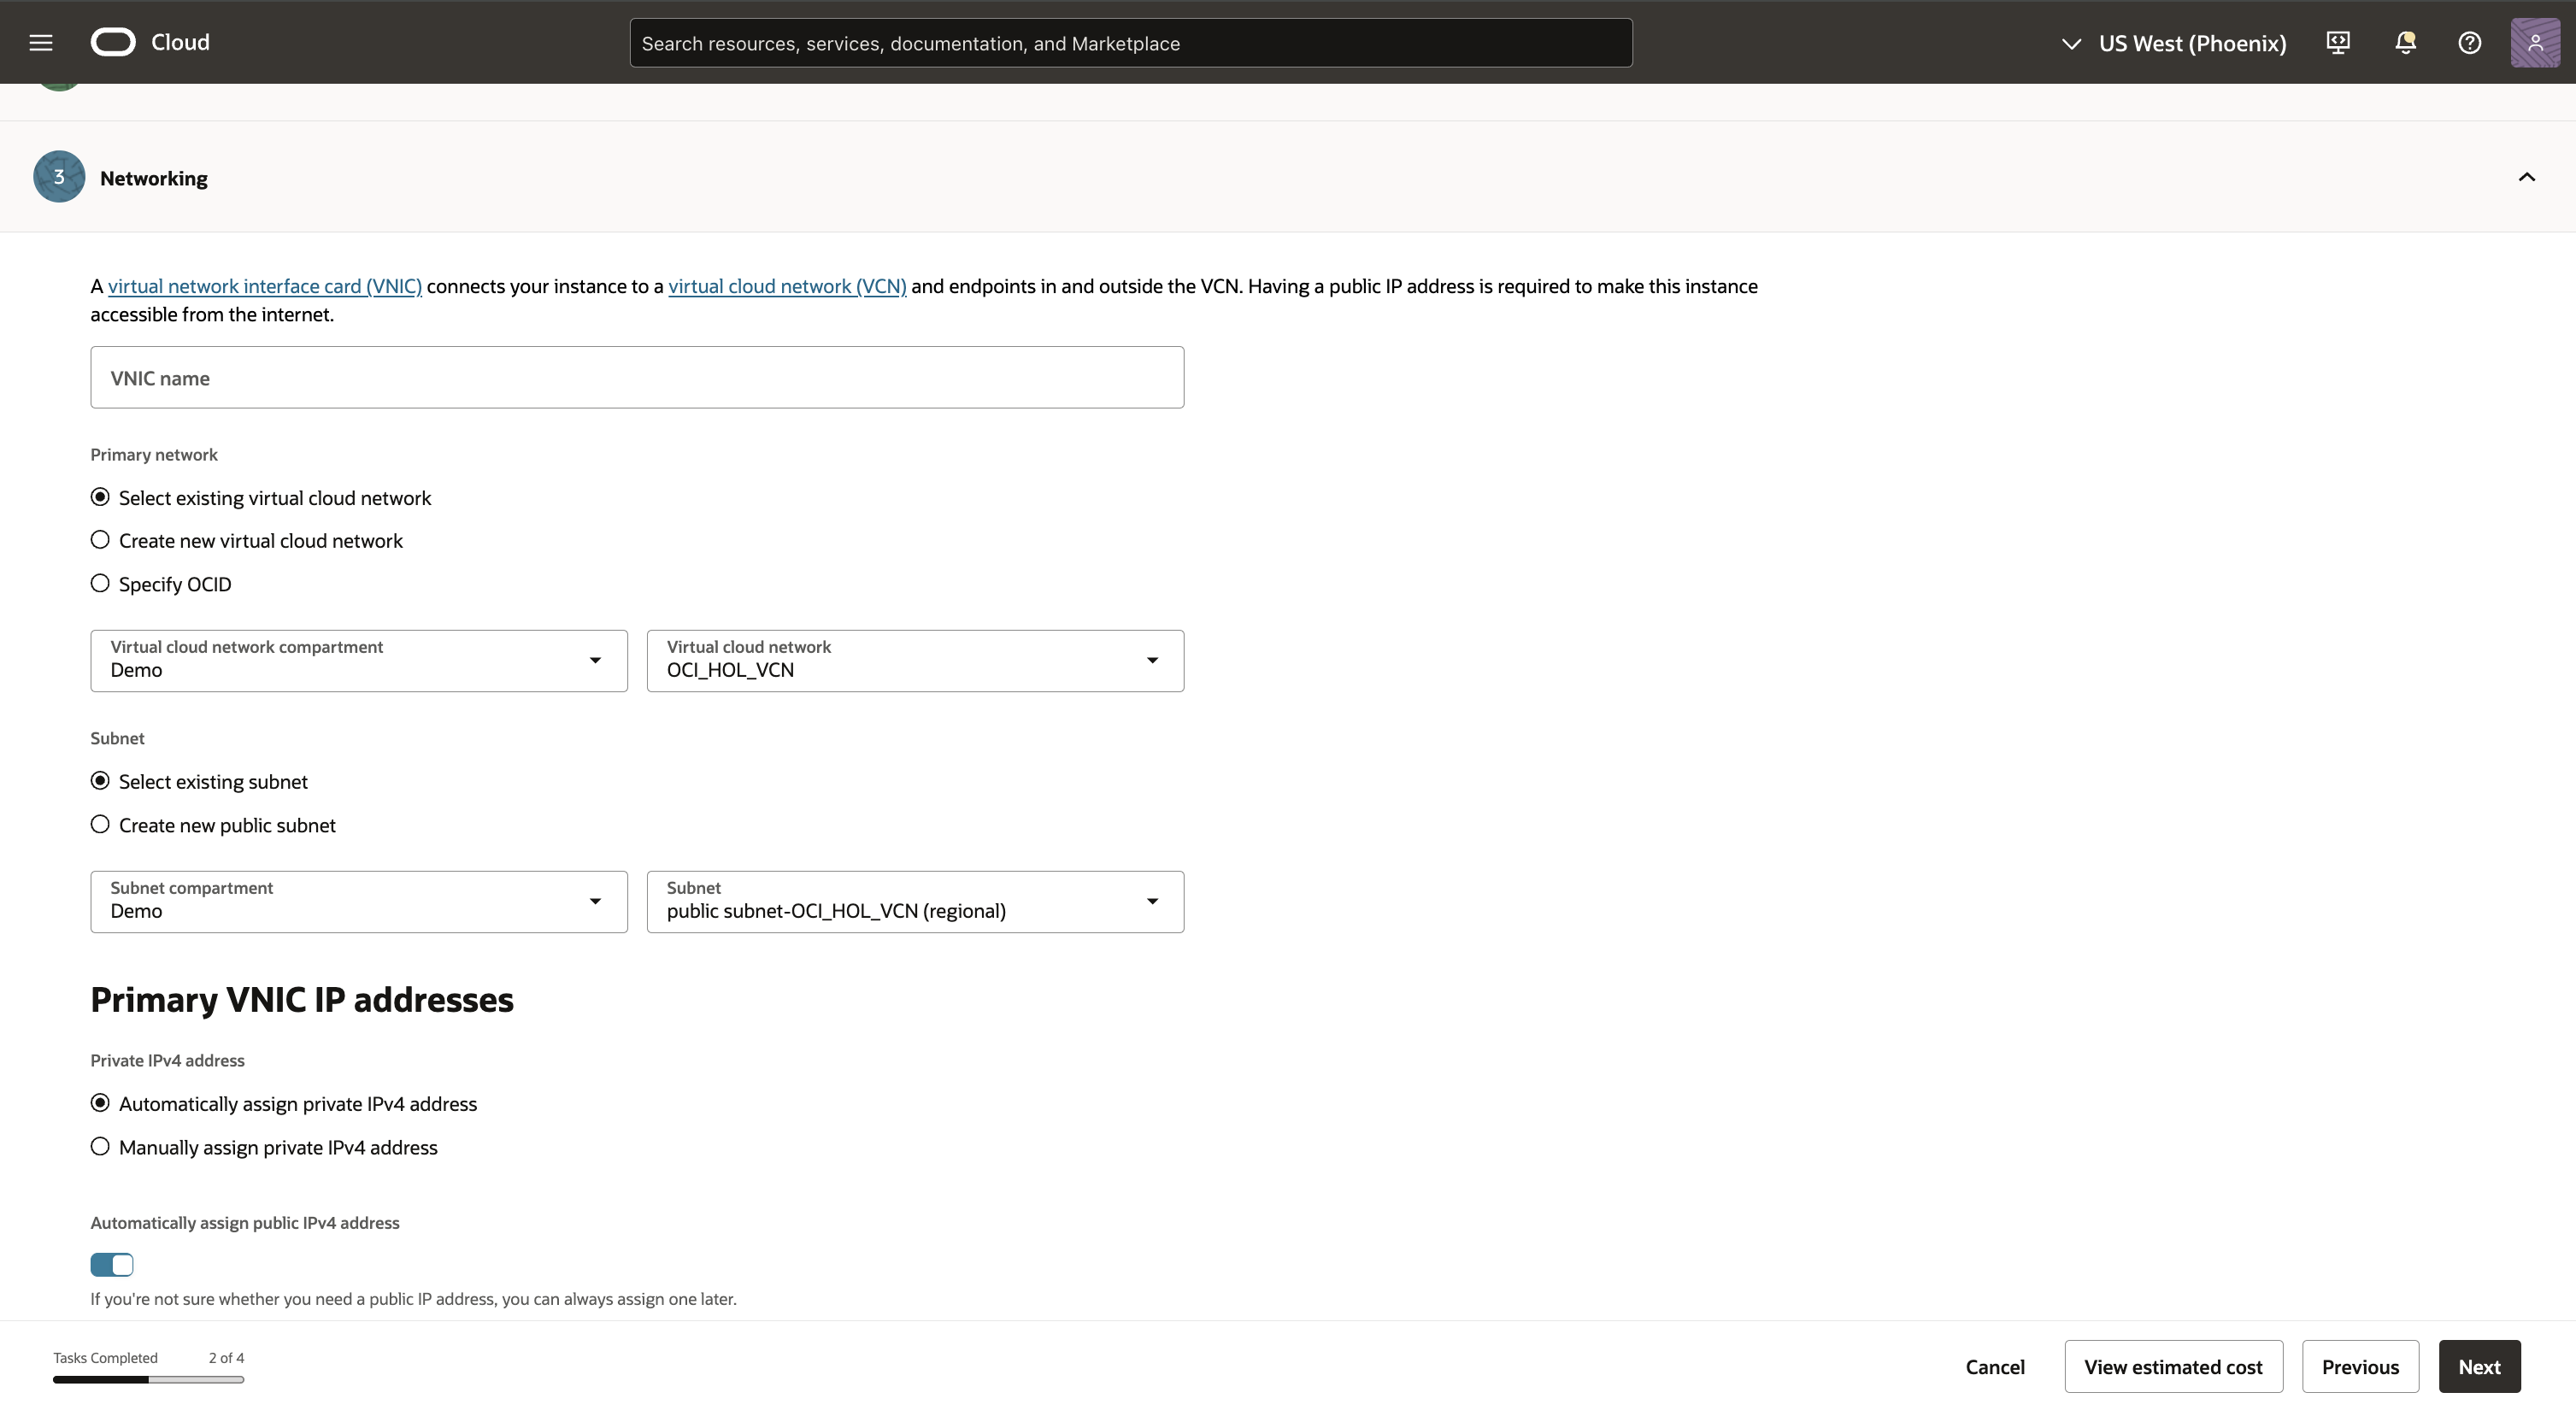 Cloud
Search resources, services, documentation, and Marketplace
US West (Phoenix)
3
Networking
A virtual network interface card (VNIC) connects your instance to a virtual cloud network (VCN) and endpoints in and outside the VCN. Having a public IP address is required to make this instance
accessible from the internet.
VNIC name
Primary network
Select existing virtual cloud network
Create new virtual cloud network
Specify OCID
Virtual cloud network compartment
Demo
Virtual cloud network
OCI_HOL_VCN
Subnet
Select existing subnet
Create new public subnet
Subnet compartment
Demo
Subnet
public subnet-OCI_HOL_VCN (regional)
Primary VNIC IP addresses
Private IPv4 address
Automatically assign private IPv4 address
Manually assign private IPv4 address
Automatically assign public IPv4 address
If you're not sure whether you need a public IP address, you can always assign one later.
Tasks Completed 2 of 4
Cancel
View estimated cost
Previous
Next